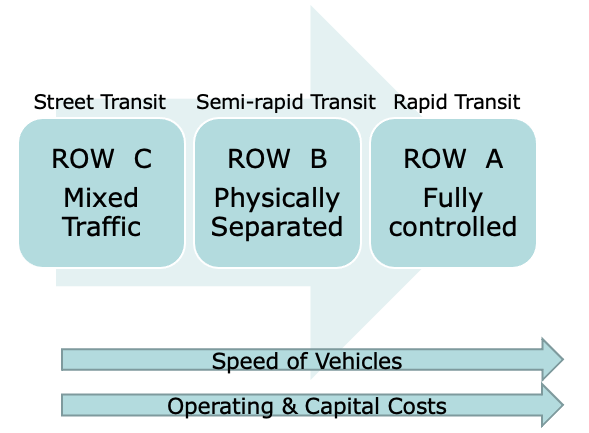 Street Transit
Semi-rapid Transit
Rapid Transit
ROW C
Mixed
Traffic
ROW B
Physically
Separated
ROW A
Fully
controlled
Speed of Vehicles
Operating & Capital Costs